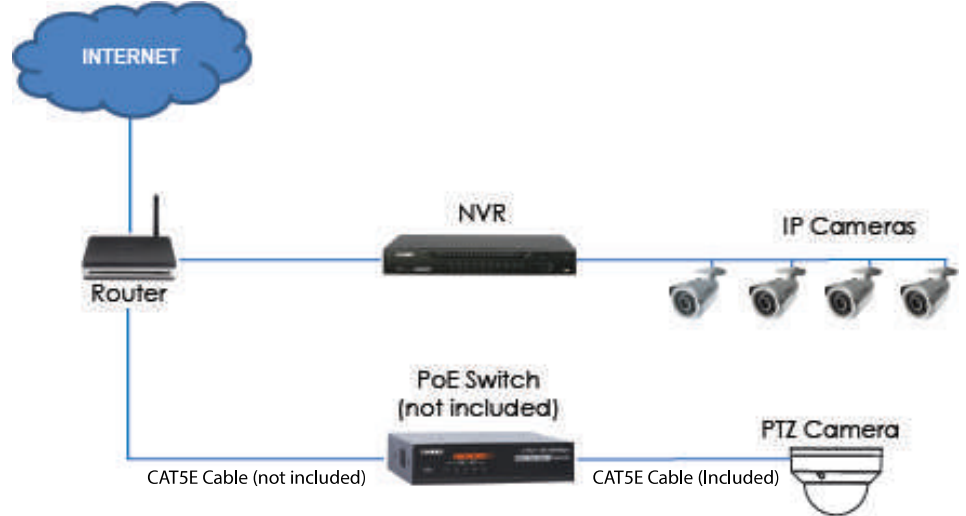 INTERNET
NVR
IP Cameras
Router
PoE Switch
(not included)
PTZ Camera
CAT5E Cable (not included)
CAT5E Cable (Included)